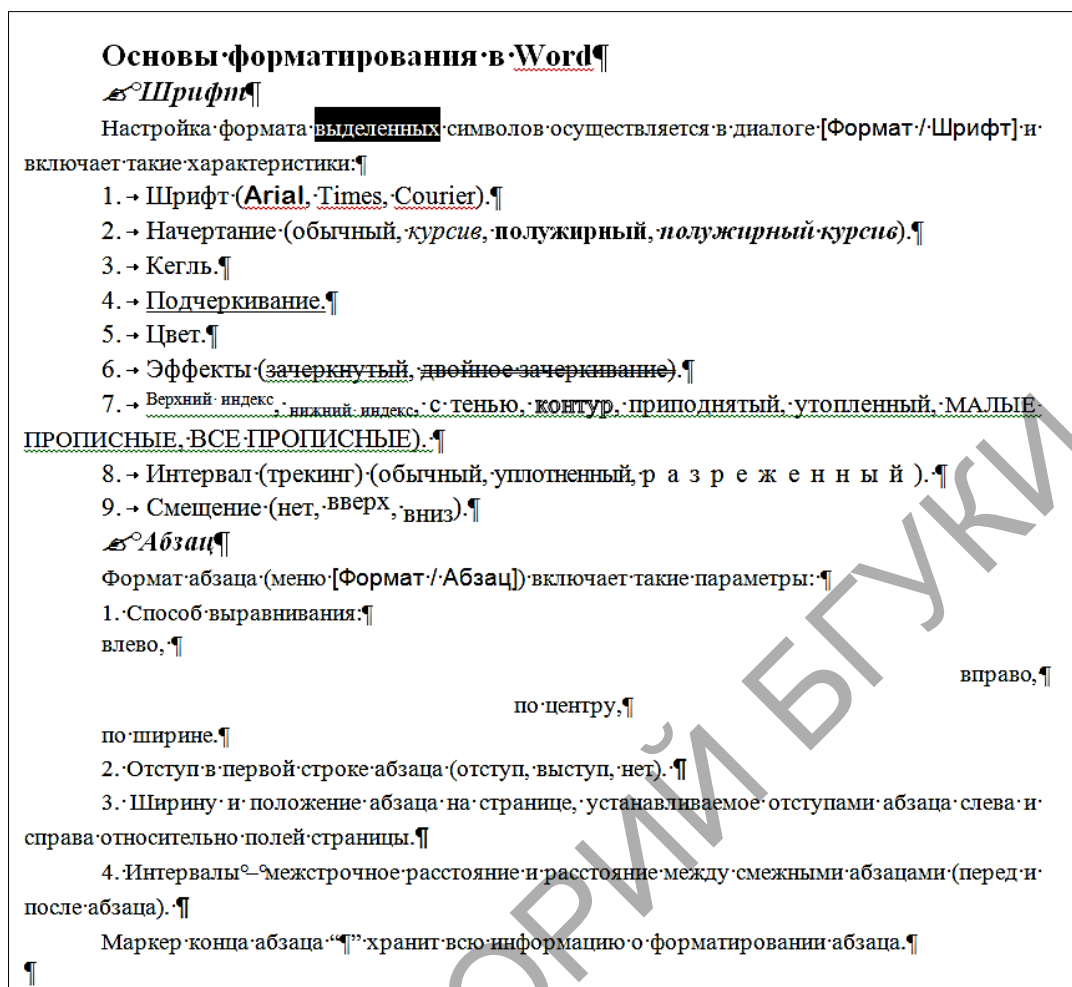 Основы·форматирования·в·Word¶
✍°Шрифт¶
Настройка·формата·выделенных·символов·осуществляется·в·диалоге·[Формат·/·Шрифт]·и·
включает·такие·характеристики:¶
1.→Шрифт·(Arial,·Times,·Courier).¶
2.→Начертание·(обычный,·курсив,·полужирный,·полужирный·курсив).¶
3.→Кегль.¶
4.→Подчеркивание.¶
5.→Цвет.¶
6.→Эффекты·(зачеркнутый,·двойное·зачеркивание).¶
7.→Верхний·индекс,·нижний·индекс,·с·тенью,·контур,·приподнятый,·утопленный,·МАЛЫЕ·
ПРОПИСНЫЕ,·ВСЕ·ПРОПИСНЫЕ).·¶
8.→Интервал·(трекинг)·(обычный,·уплотненный,·разреженный).·¶
9.→Смещение·(нет,·вверх,·вниз).¶
✍°Абзац¶
Формат·абзаца·(меню·[Формат·/·Абзац])·включает·такие·параметры:·¶
1.·Способ·выравнивания:¶
влево,·¶
вправо,¶
по·центру,¶
по·ширине.¶
2.·Отступ·в·первой·строке·абзаца·(отступ,·выступ,·нет).·¶
3.·Ширину·и·положение·абзаца·на·странице,·устанавливаемое·отступами·абзаца·слева·и·
справа·относительно·полей·страницы.¶
4.·Интервалы°–°межстрочное·расстояние·и·расстояние·между·смежными·абзацами·(перед·и·
после·абзаца).·¶
Маркер·конца·абзаца·“¶”·хранит·всю·информацию·о·форматировании·абзаца.¶
¶
ОРИЙ БГУКИ